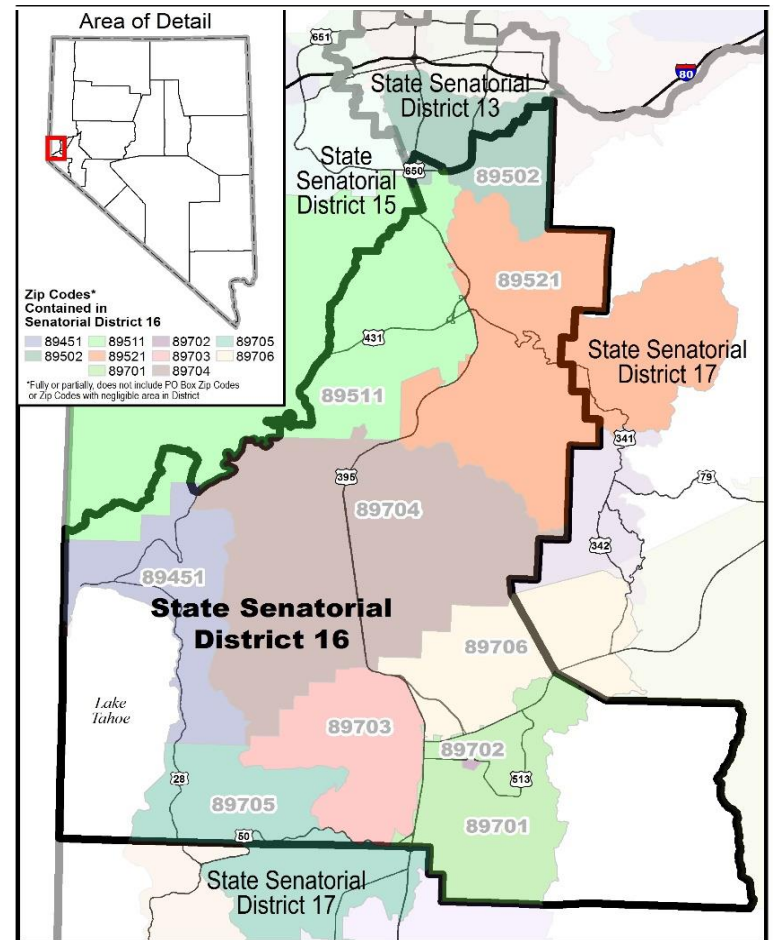 Area of Detail
Zip Codes*
Contained in
Senatorial District 16
89451 89511 89702 89705
89502 89521 89703 89706
89701 89704
*Fully or partially, does not include PO Box Zip Codes
or Zip Codes with negligible area in District
651
80
State Senatorial
District 13
State
Senatorial
District 15
650
89502
89521
431
State Senatorial
District 17
89511
341
395
79
89704
342
89451
State Senatorial
District 16
89706
Lake
Tahoe
89703
89702
28
513
89705
89701
50
State Senatorial
District 17